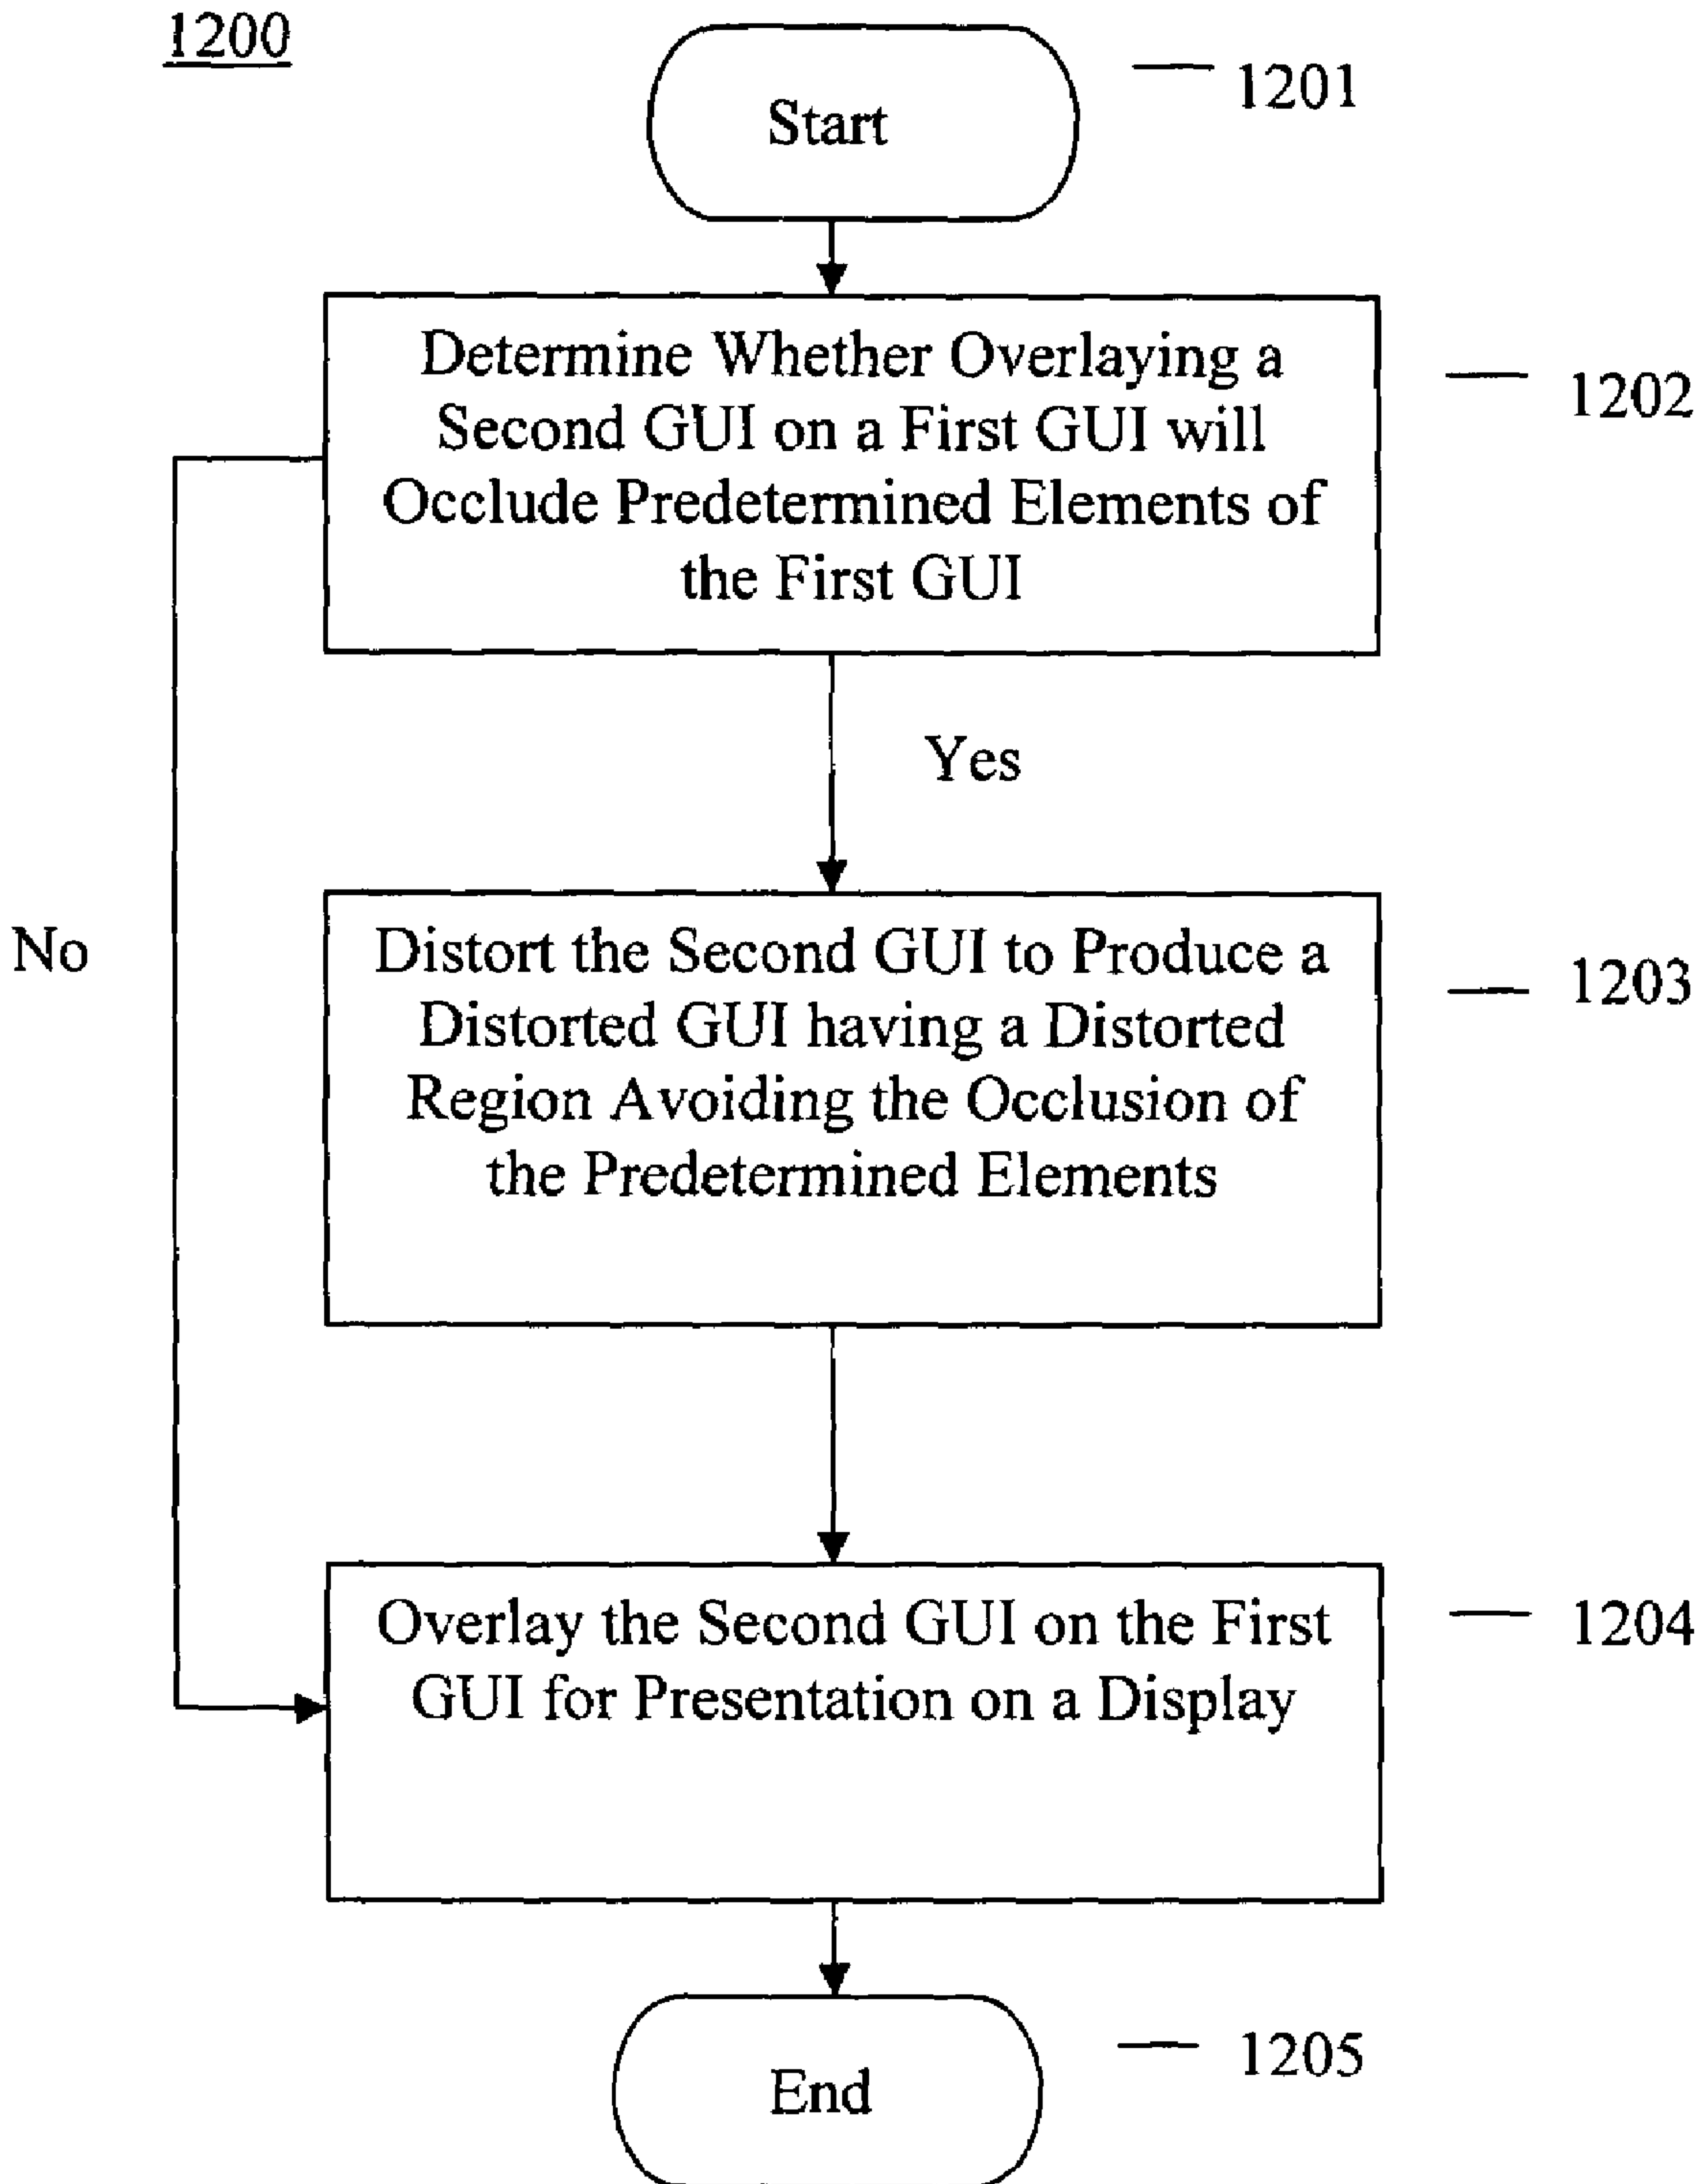 1200
Start
1201
Determine Whether Overlaying a
Second GUI on a First GUI will
Occlude Predetermined Elements of
the First GUI
1202
Yes
No
Distort the Second GUI to Produce a
Distorted GUI having a Distorted
Region Avoiding the Occlusion of
the Predetermined Elements
1203
Overlay the Second GUI on the First
GUI for Presentation on a Display
1204
End
1205